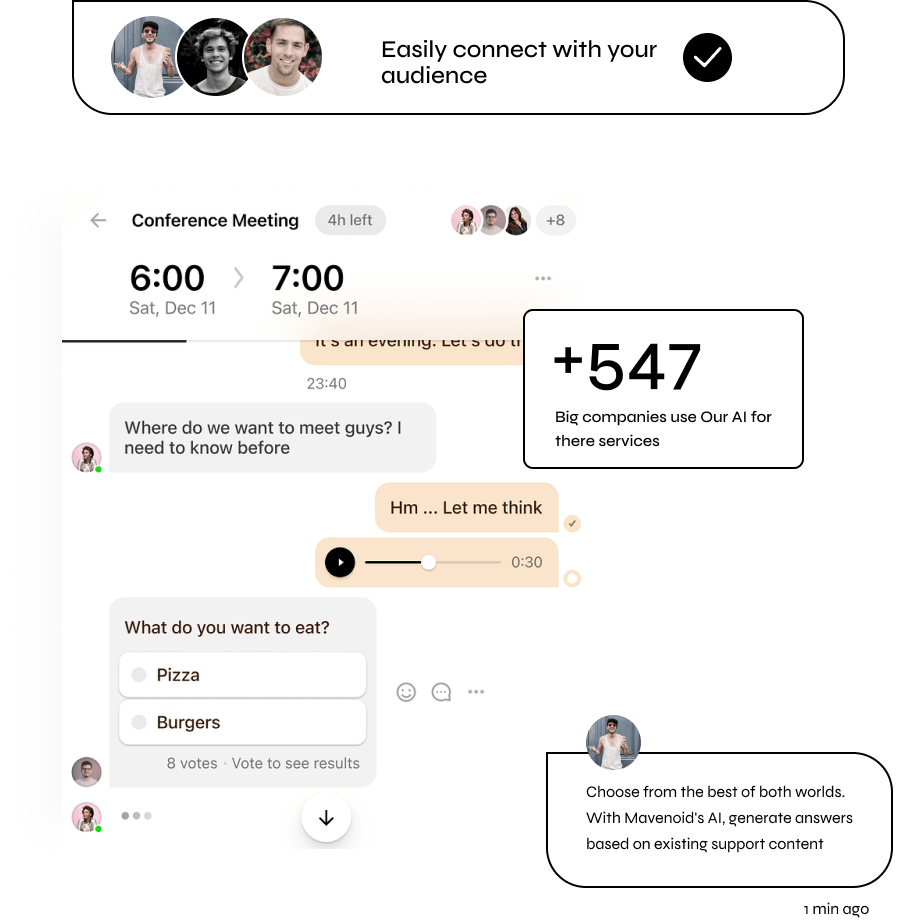 Easily connect with your
audience
Conference Meeting
4h left
+8
6:00
7:00
Sat, Dec 11
Sat, Dec 11
It's an evening. Let's do
23:40
+547
Big companies use Our AI for
there services
Where do we want to meet guys? I
need to know before
Hm ... Let me think
0:30
What do you want to eat?
Pizza
Burgers
8 votes · Vote to see results
Choose from the best of both worlds.
With Mavenoid's AI, generate answers
based on existing support content
1 min ago